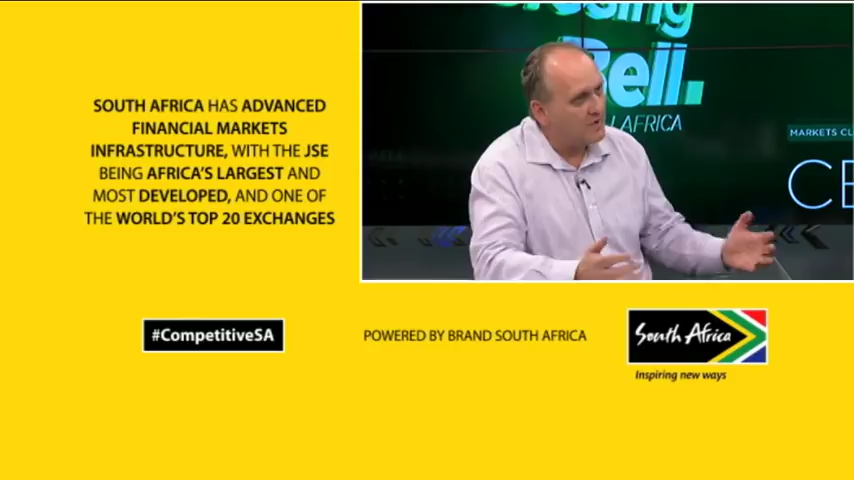 SOUTH AFRICA HAS ADVANCED
FINANCIAL MARKETS
INFRASTRUCTURE, WITH THE JSE
BEING AFRICA'S LARGEST AND
MOST DEVELOPED, AND ONE OF
THE WORLD'S TOP 20 EXCHANGES
Bell.
AFRICA
MARKETS CL
CE
#CompetitiveSA
POWERED BY BRAND SOUTH AFRICA
South Africa
Inspiring new ways